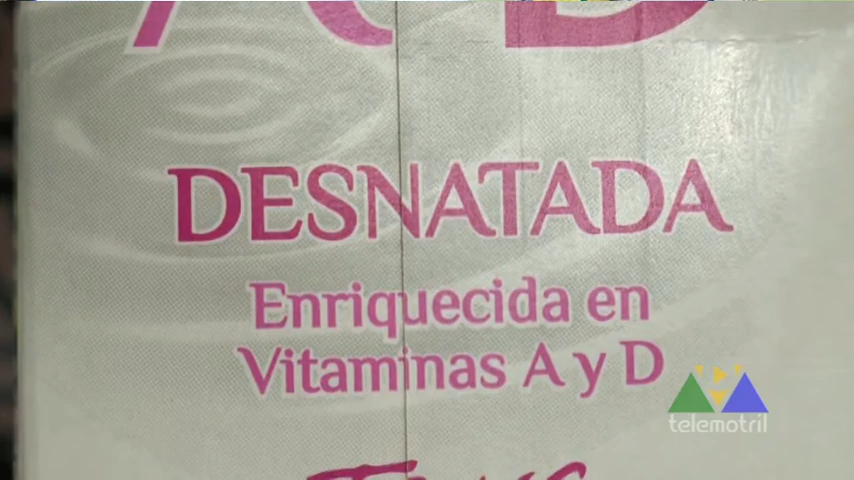 DESNATADA
Enriquecida en
Vitaminas A y D
telemotril